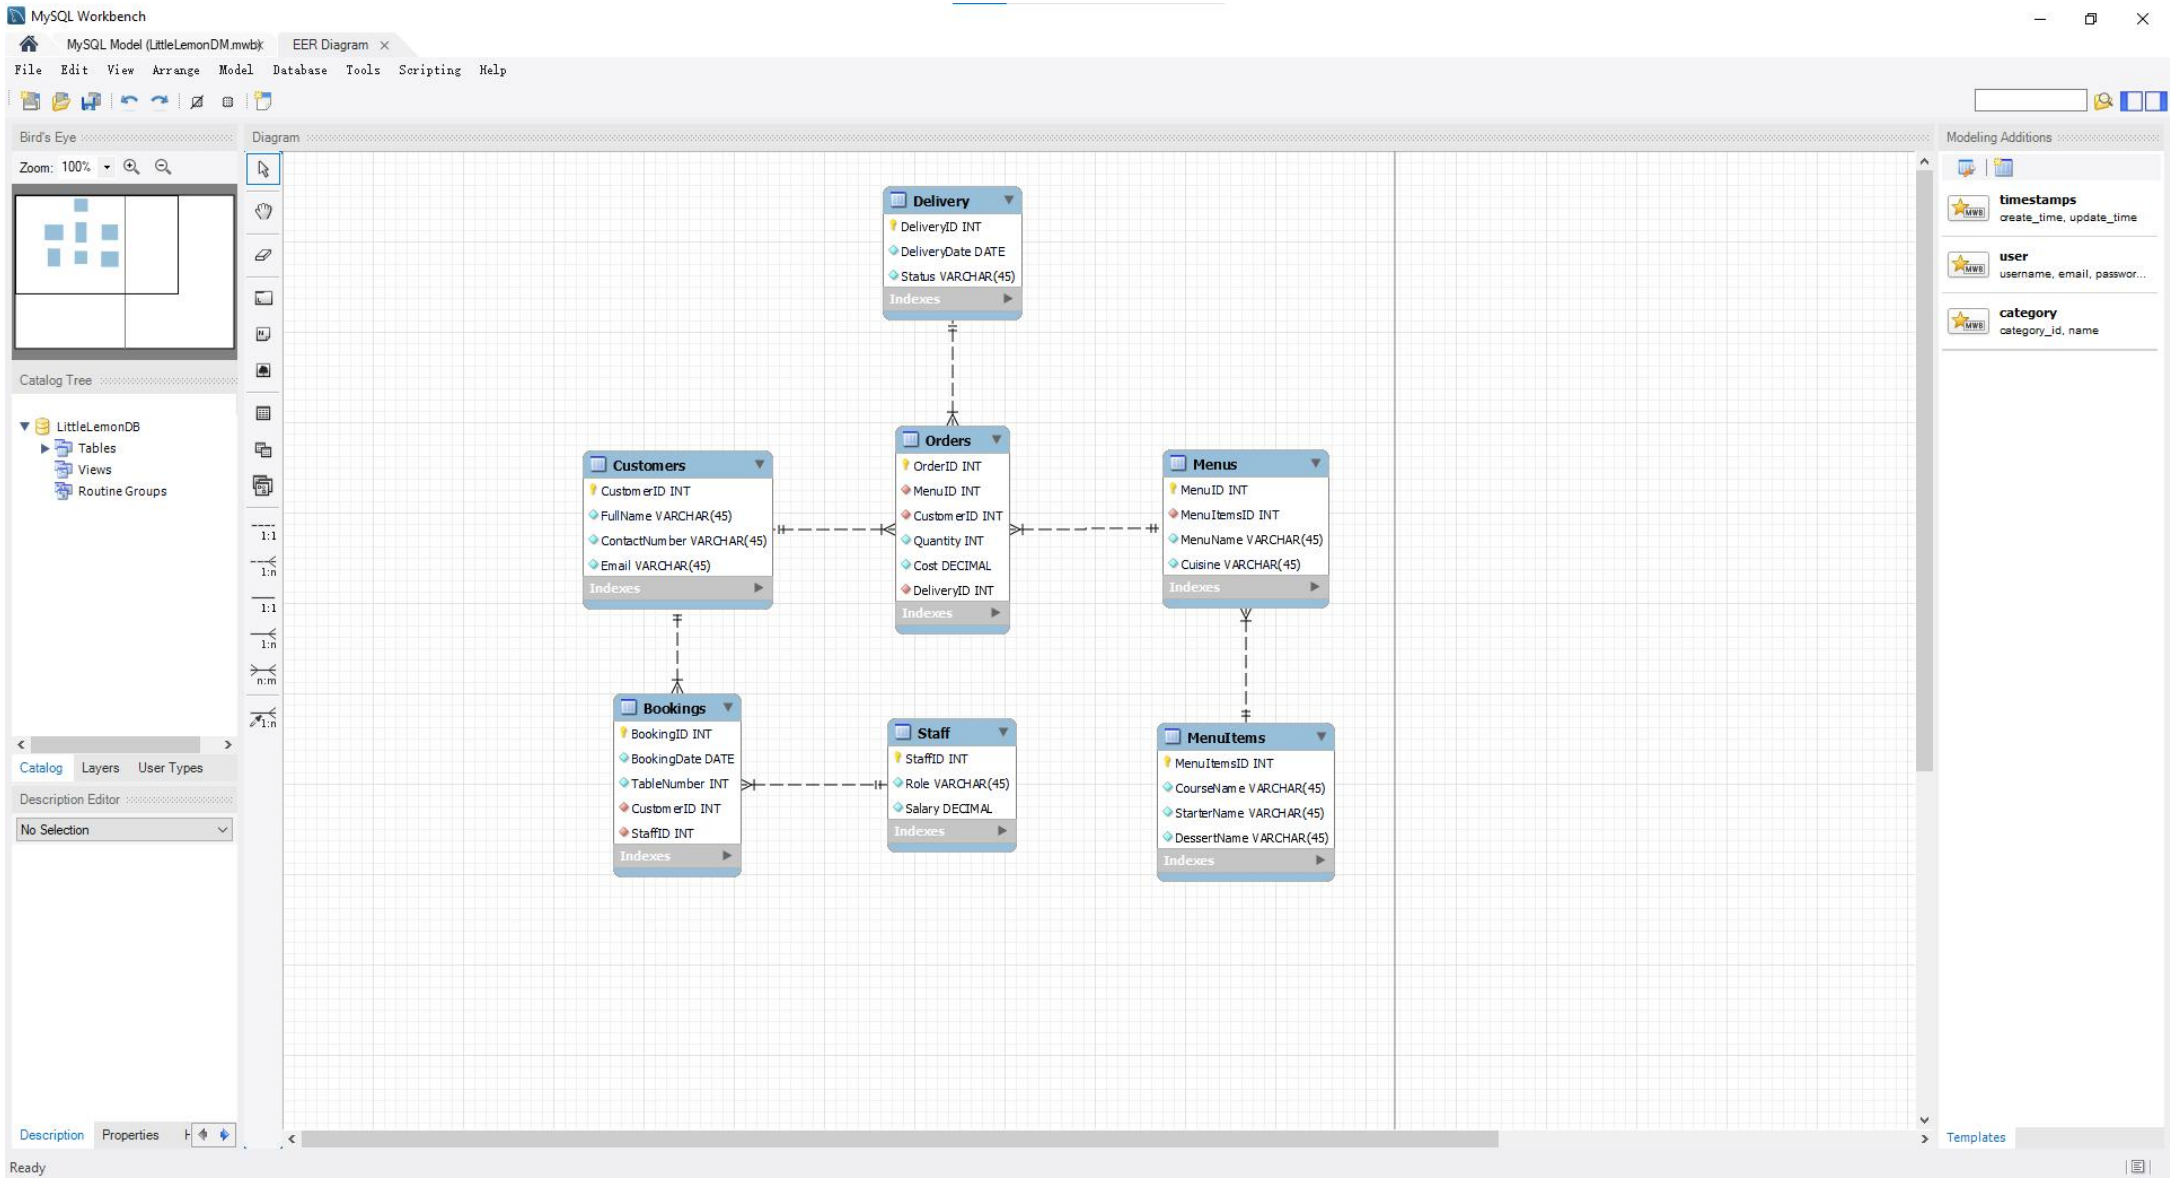 MySQL Workbench
MySQL Model (LittleLemonDM.mwb)
EER Diagram
File Edit View Arrange Model Database Tools Scripting Help
Bird's Eye
Zoom: 100%
Catalog Tree
LittleLemonDB
Tables
Views
Routine Groups
Catalog Layers User Types
Description Editor
No Selection
Description Properties H
Ready
Diagram
1:1
1:n
1:1
1:n
n:m
1:n
Delivery
DeliveryID INT
DeliveryDate DATE
Status VARCHAR(45)
Indexes
Customers
CustomerID INT
FullName VARCHAR(45)
ContactNumber VARCHAR(45)
Email VARCHAR(45)
Indexes
Orders
OrderID INT
MenuID INT
CustomerID INT
Quantity INT
Cost DECIMAL
DeliveryID INT
Indexes
Menus
MenuID INT
MenuItemsID INT
MenuName VARCHAR(45)
Cuisine VARCHAR(45)
Indexes
Bookings
BookingID INT
BookingDate DATE
TableNumber INT
CustomerID INT
StaffID INT
Indexes
Staff
StaffID INT
Role VARCHAR(45)
Salary DECIMAL
Indexes
MenuItems
MenuItemsID INT
CourseName VARCHAR(45)
StarterName VARCHAR(45)
DessertName VARCHAR(45)
Indexes
Modeling Additions
timestamps
create_time, update_time
user
username, email, passwor...
category
category_id, name
Templates